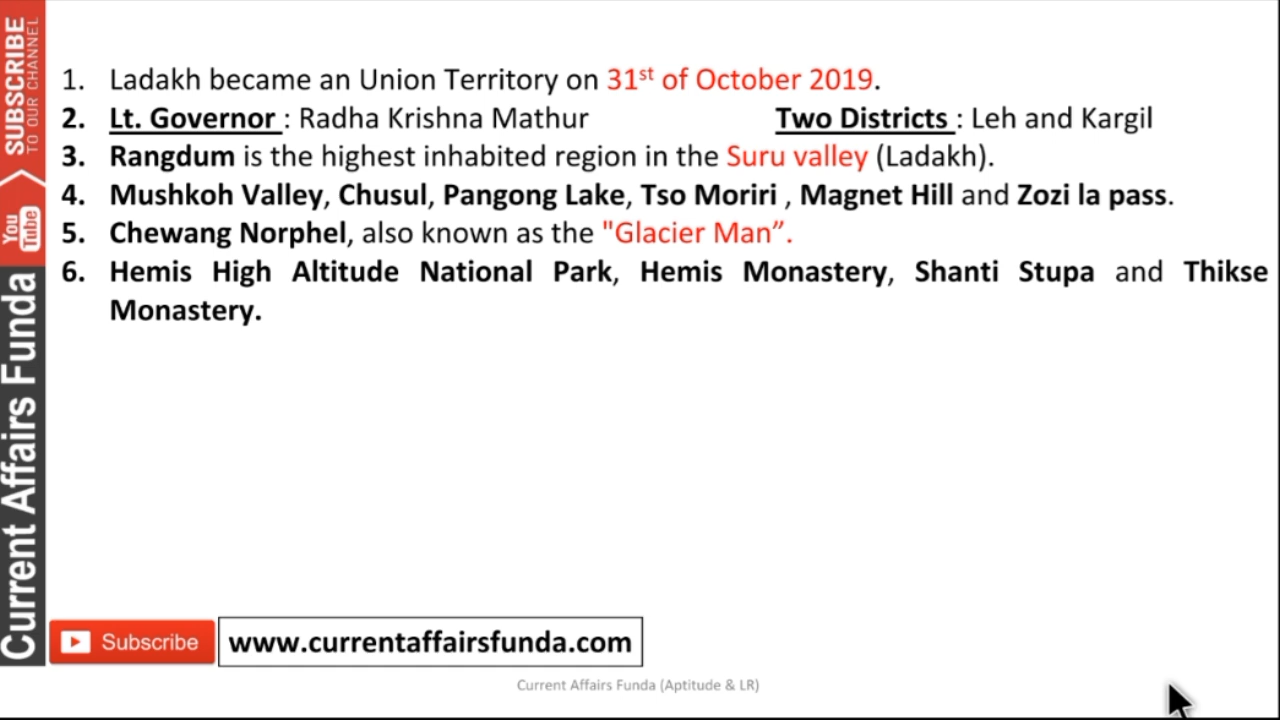 SUBSCRIBE
TO OUR CHANNEL
You
Tube
Current Affairs Funda
1. Ladakh became an Union Territory on 31st of October 2019.
2. Lt. Governor : Radha Krishna Mathur Two Districts : Leh and Kargil
3. Rangdum is the highest inhabited region in the Suru valley (Ladakh).
4. Mushkoh Valley, Chusul, Pangong Lake, Tso Moriri , Magnet Hill and Zozi la pass.
5. Chewang Norphel, also known as the "Glacier Man”.
6. Hemis High Altitude National Park, Hemis Monastery, Shanti Stupa and Thikse
Monastery.
Subscribe www.currentaffairsfunda.com
Current Affairs Funda (Aptitude & LR)